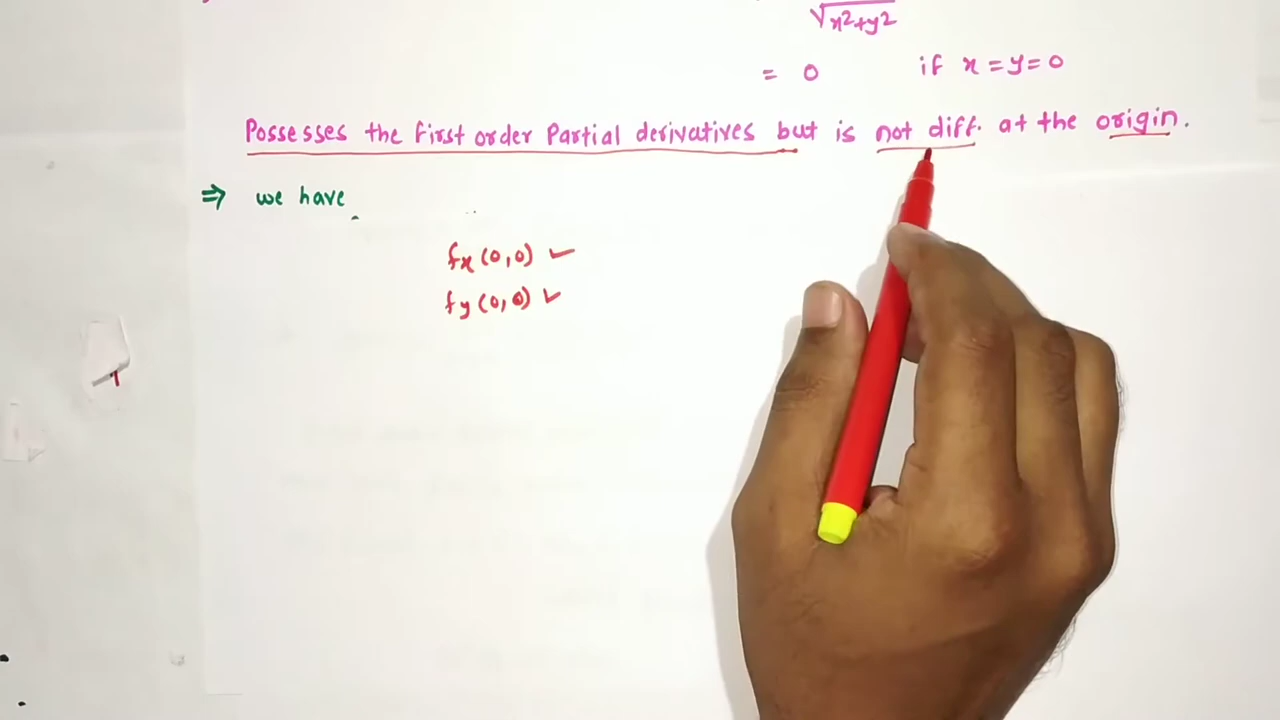 √x²+y²
= 0 if x = y = 0
Possesses the first order Partial derivatives but is not diff. at the origin.
⇒ we have
fx (0,0) ✓
fy (0,0) ✓